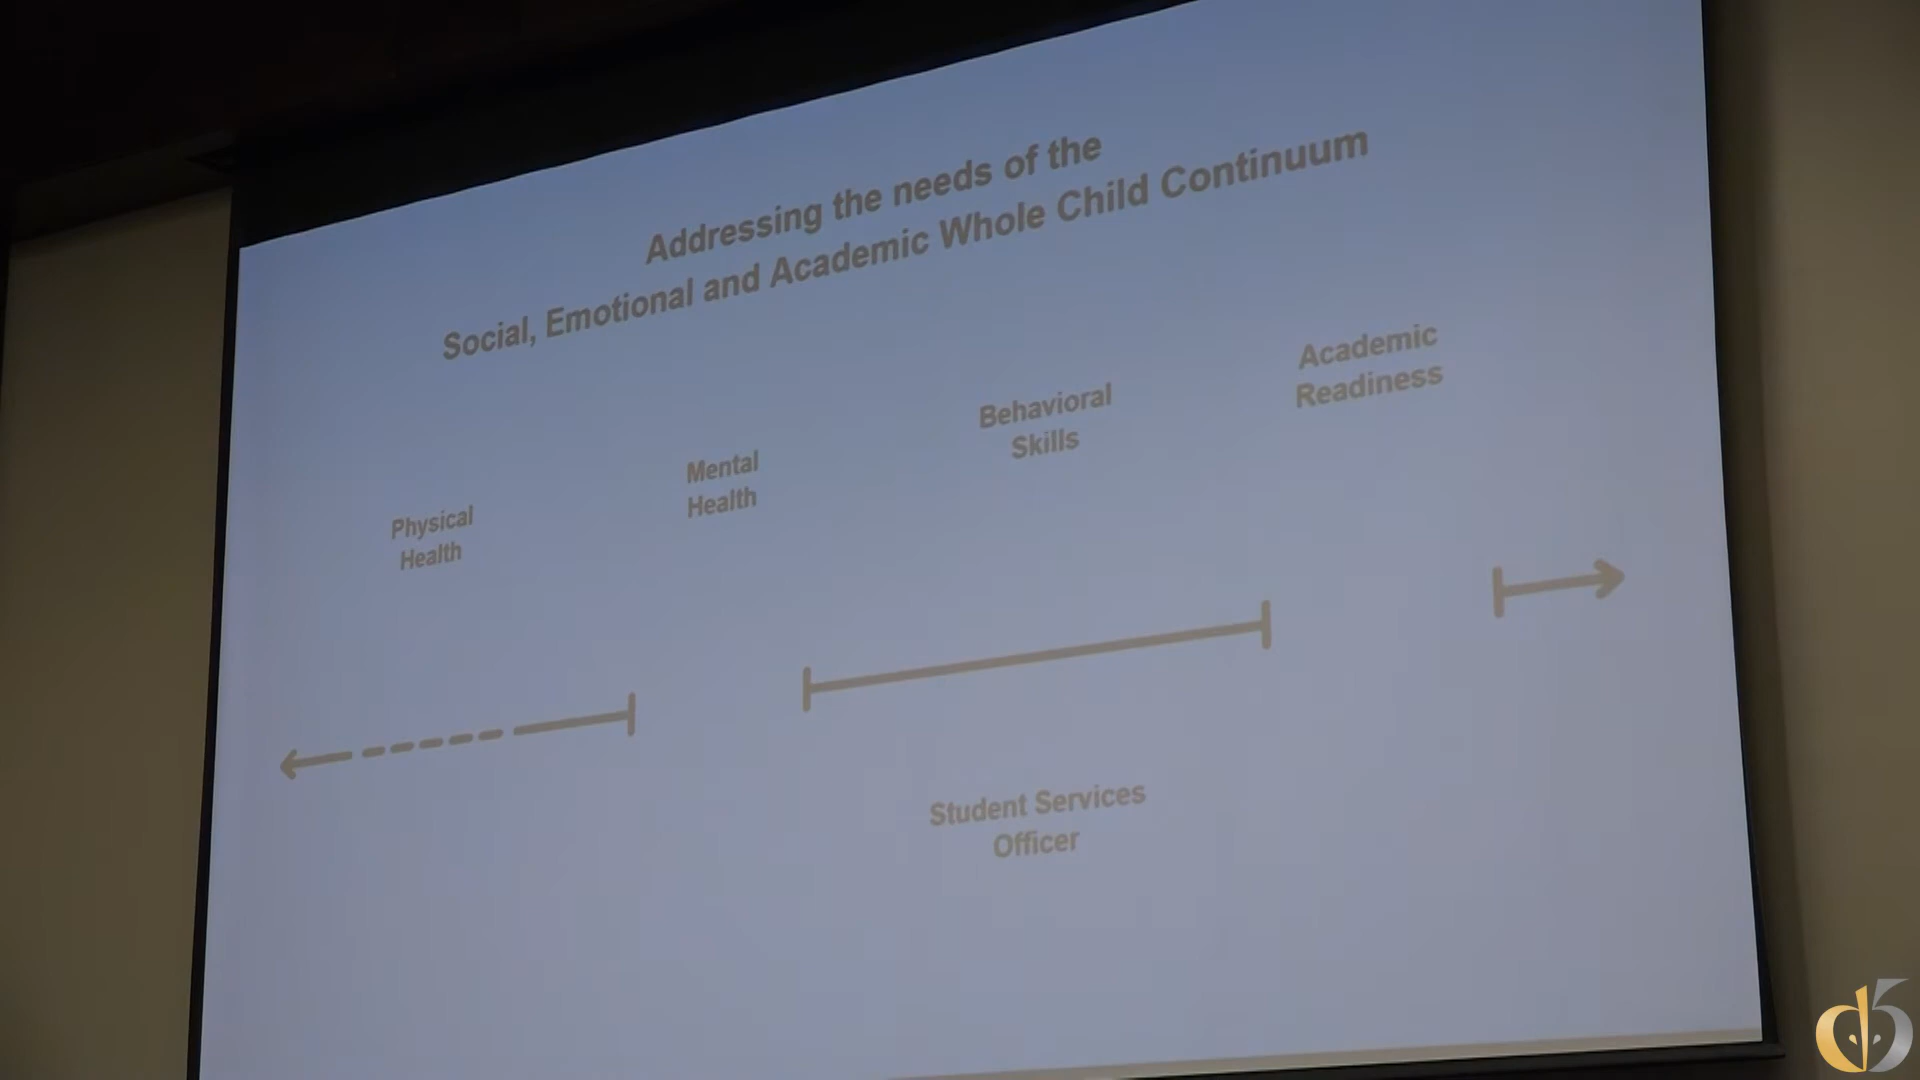 Addressing the needs of the
Social, Emotional and Academic Whole Child Continuum
Physical
Health
Mental
Health
Behavioral
Skills
Academic
Readiness
Student Services
Officer
d5